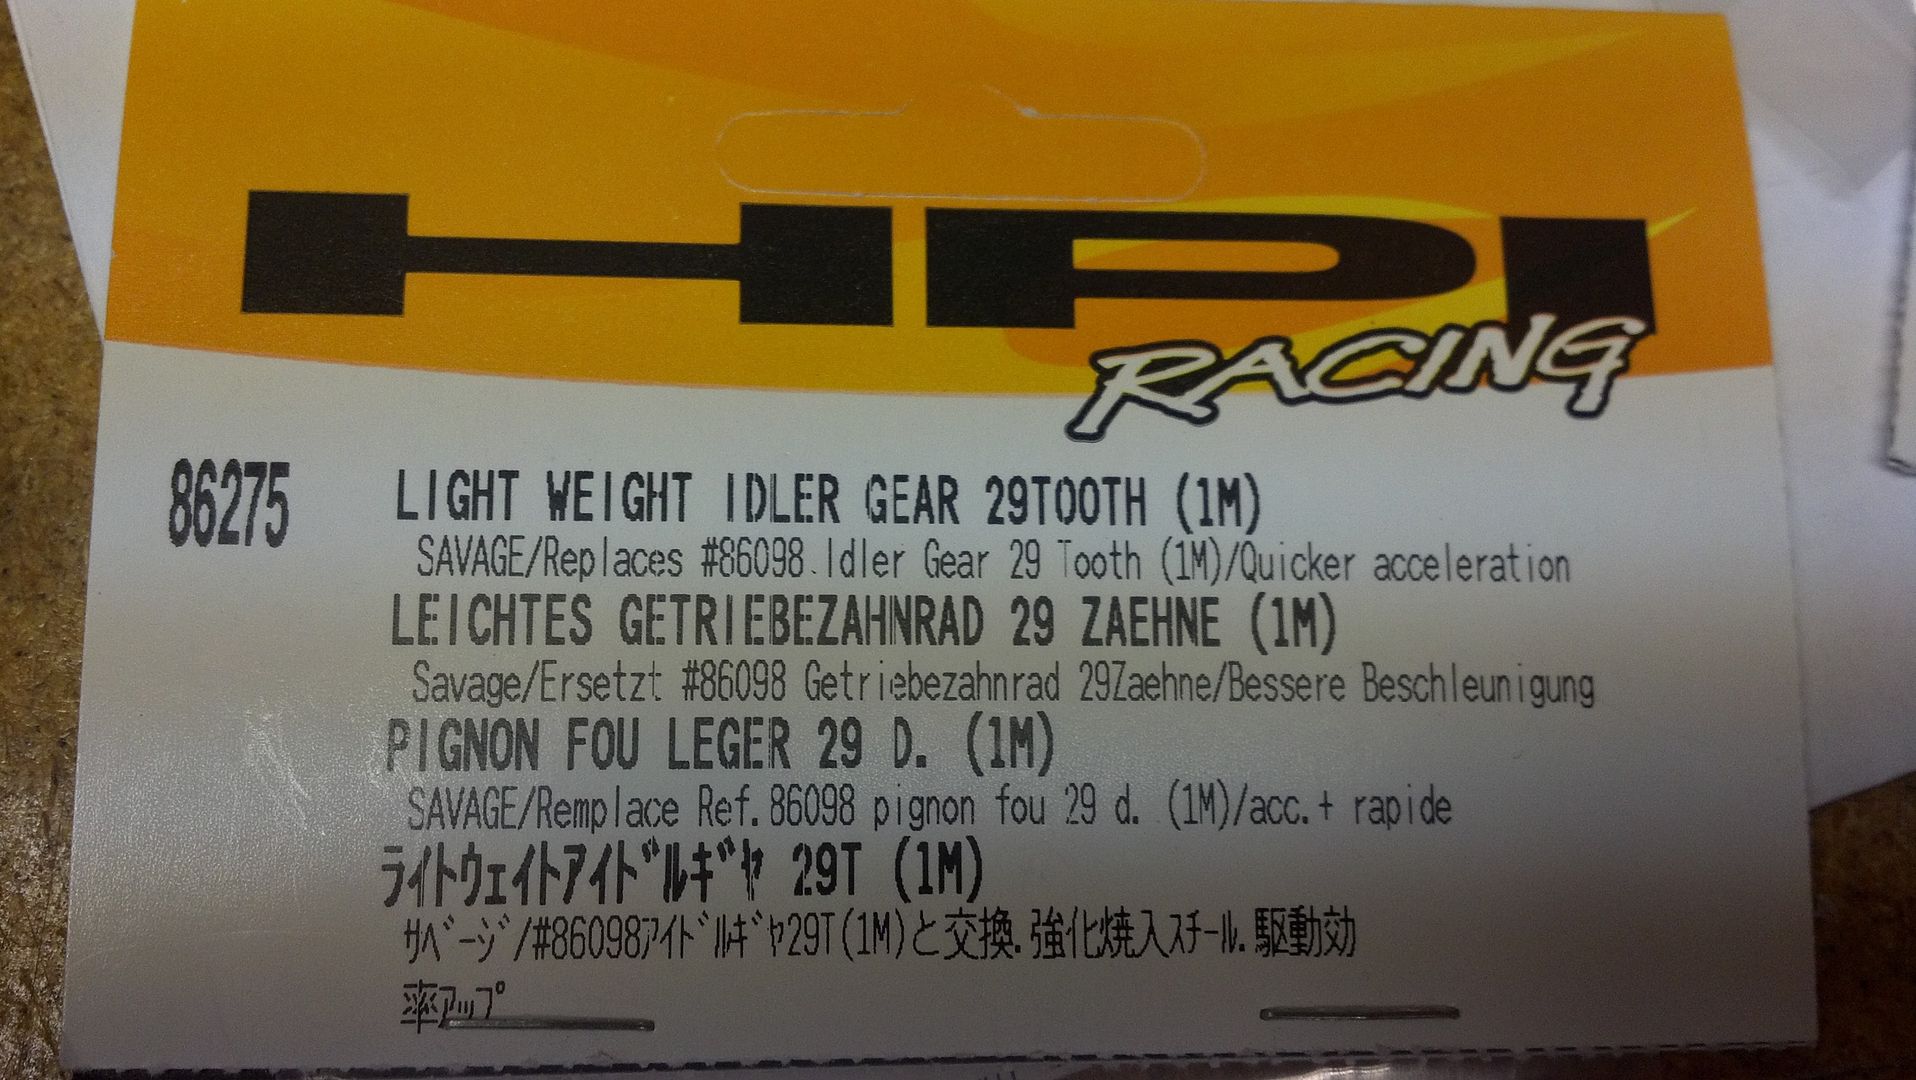 HPI
RACING
86275 LIGHT WEIGHT IDLER GEAR 29TOOTH (1M)
SAVAGE/Replaces #86098 Idler Gear 29 Tooth (1M)/Quicker acceleration
LEICHTES GETRIEBEZAHNRAD 29 ZAEHNE (1M)
Savage/Ersetzt #86098 Getriebezahnrad 29Zaehne/Bessere Beschleunigung
PIGNON FOU LEGER 29 D. (1M)
SAVAGE/Remplace Ref.86098 pignon fou 29 d. (1M)/acc.+ rapide
ﾗｲﾄｳｪｲﾄｱｲﾄﾞﾙｷﾞﾔ 29T (1M)
ｻﾍﾞｰｼﾞ/#86098ｱｲﾄﾞﾙｷﾞﾔ29T(1M)と交換.強化焼入ｽﾁｰﾙ.駆動効
率ｱｯﾌﾟ